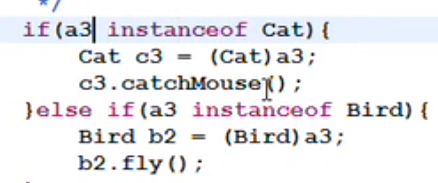 */
if(a3 instanceof Cat){
Cat c3 = (Cat)a3;
c3.catchMouse();
}else if(a3 instanceof Bird){
Bird b2 = (Bird)a3;
b2.fly();